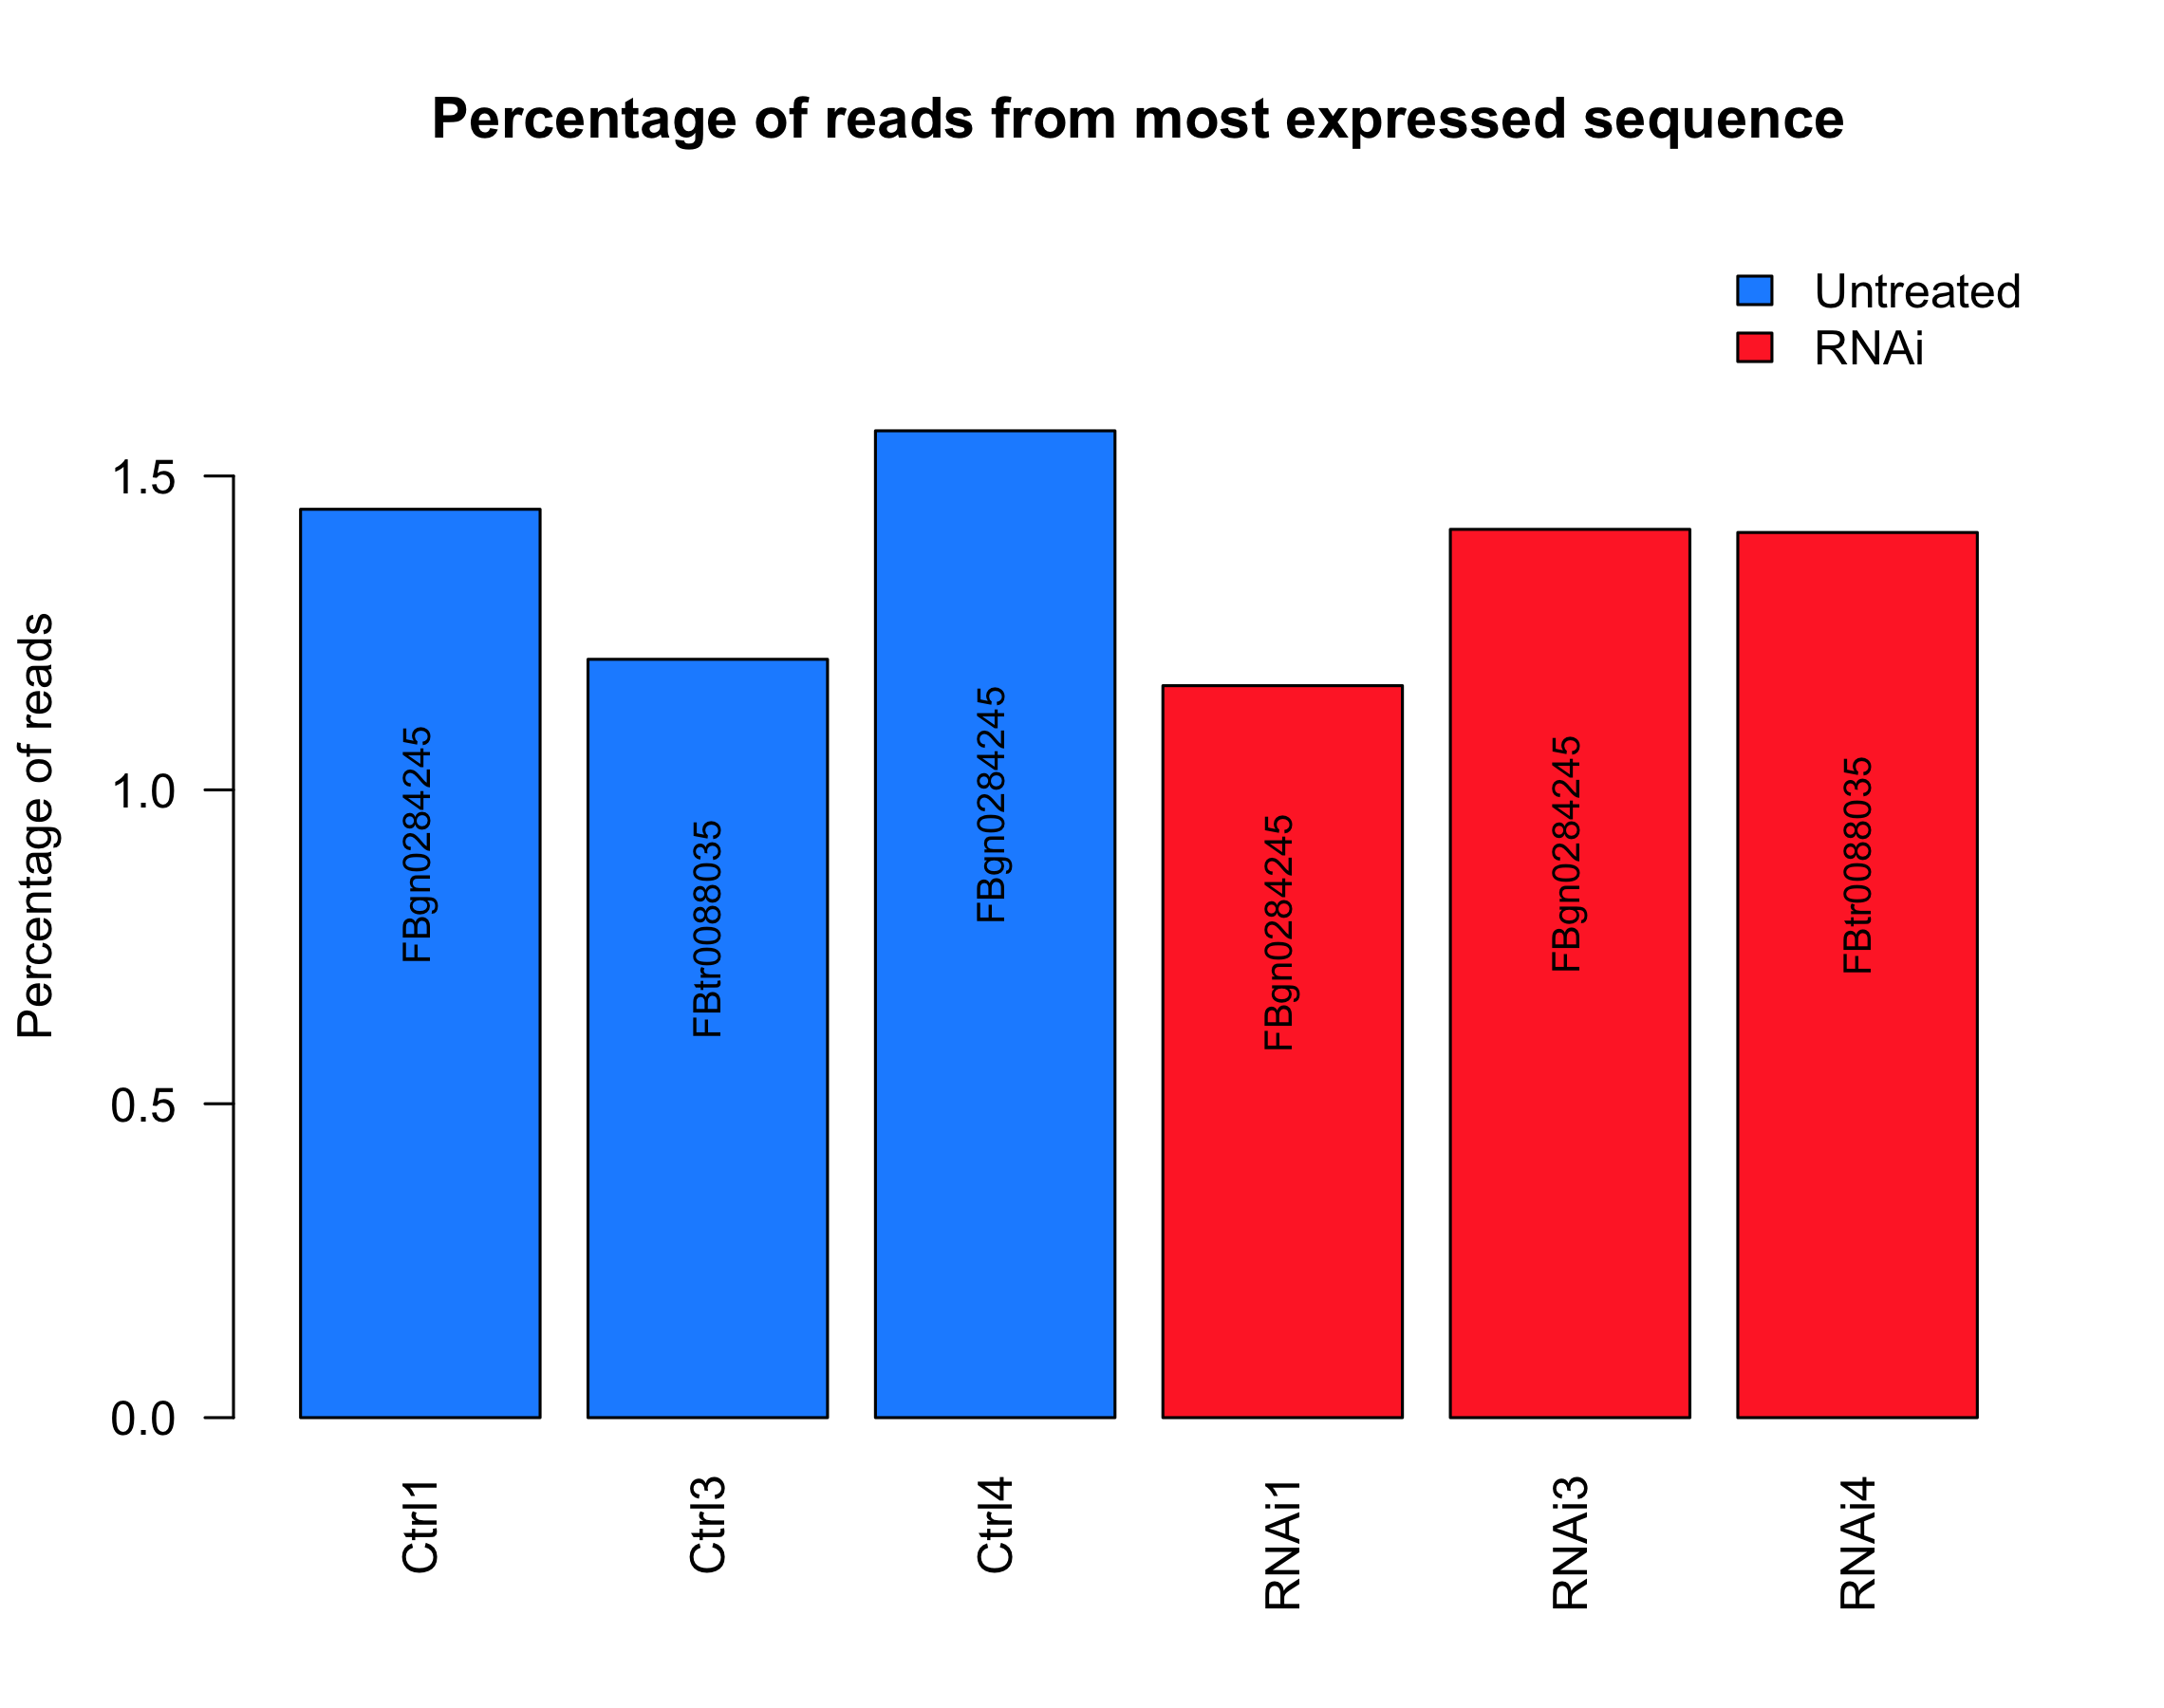 Percentage of reads from most expressed sequence
Untreated
RNAi
Percentage of reads
1.5
1.0
0.5
0.0
FBgn0284245
FBtr0088035
FBgn0284245
FBgn0284245
FBgn0284245
FBtr0088035
Ctrl1
Ctrl3
Ctrl4
RNAi1
RNAi3
RNAi4